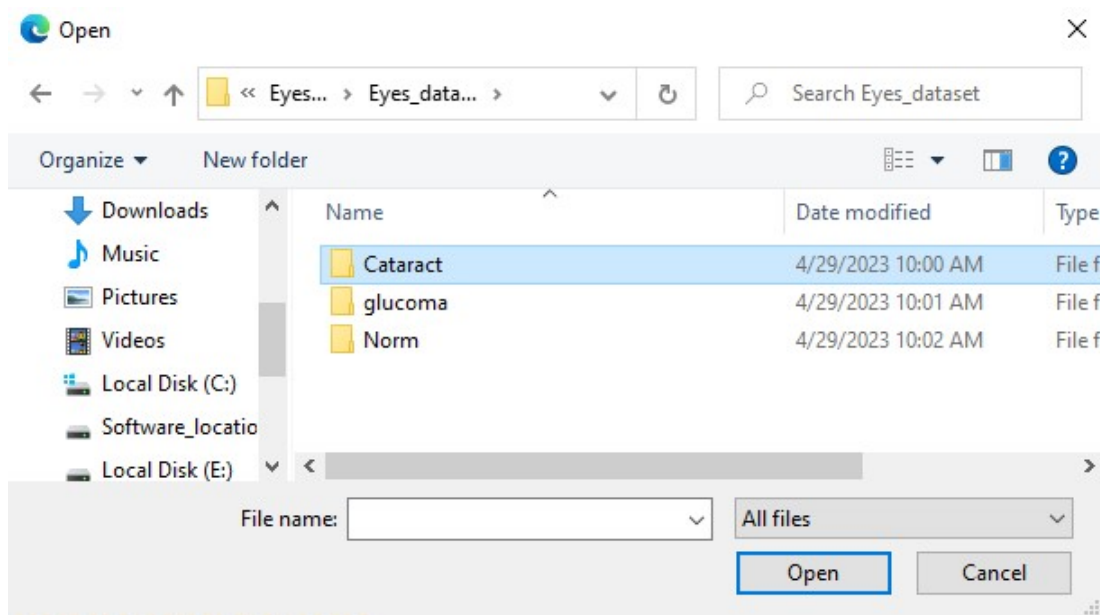 Open
« Eyes... › Eyes_data... ›
Search Eyes_dataset
Organize
New folder
Downloads
Music
Pictures
Videos
Local Disk (C:)
Software_locatio
Local Disk (E:)
Name Date modified Type
Cataract 4/29/2023 10:00 AM File f
glucoma 4/29/2023 10:01 AM File f
Norm 4/29/2023 10:02 AM File f
File name:
All files
Open
Cancel